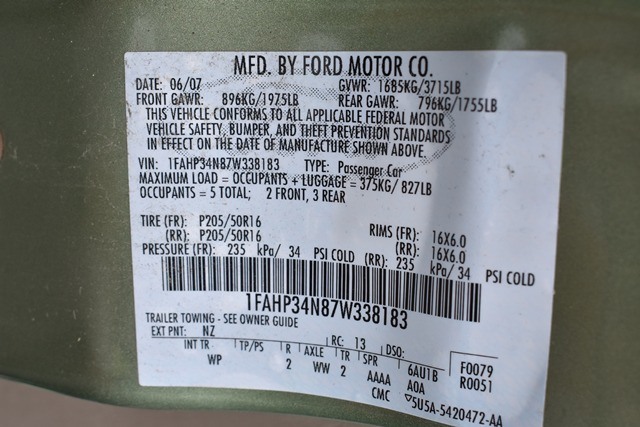 MFD. BY FORD MOTOR CO.
DATE: 06/07 GVWR: 1685KG/3715LB
FRONT GAWR: 896KG/1975LB REAR GAWR: 796KG/1755LB
THIS VEHICLE CONFORMS TO ALL APPLICABLE FEDERAL MOTOR
VEHICLE SAFETY, BUMPER, AND THEFT PREVENTION STANDARDS
IN EFFECT ON THE DATE OF MANUFACTURE SHOWN ABOVE.
VIN: 1FAHP34N87W338183 TYPE: Passenger Car
MAXIMUM LOAD = OCCUPANTS + LUGGAGE = 375KG/ 827LB
OCCUPANTS = 5 TOTAL; 2 FRONT, 3 REAR
TIRE (FR): P205/50R16 RIMS (FR): 16X6.0
(RR): P205/50R16 (RR): 16X6.0
PRESSURE (FR): 235 kPa/ 34 PSI COLD (RR): 235 kPa/ 34 PSI COLD
1FAHP34N87W338183
TRAILER TOWING - SEE OWNER GUIDE
EXT PNT: NZ RC: 13 DSO: F0079
INT TR TP/PS R AXLE TR SPR 6AU1B R0051
WP 2 WW 2 AAAA A0A
CMC ▽5U5A-5420472-AA